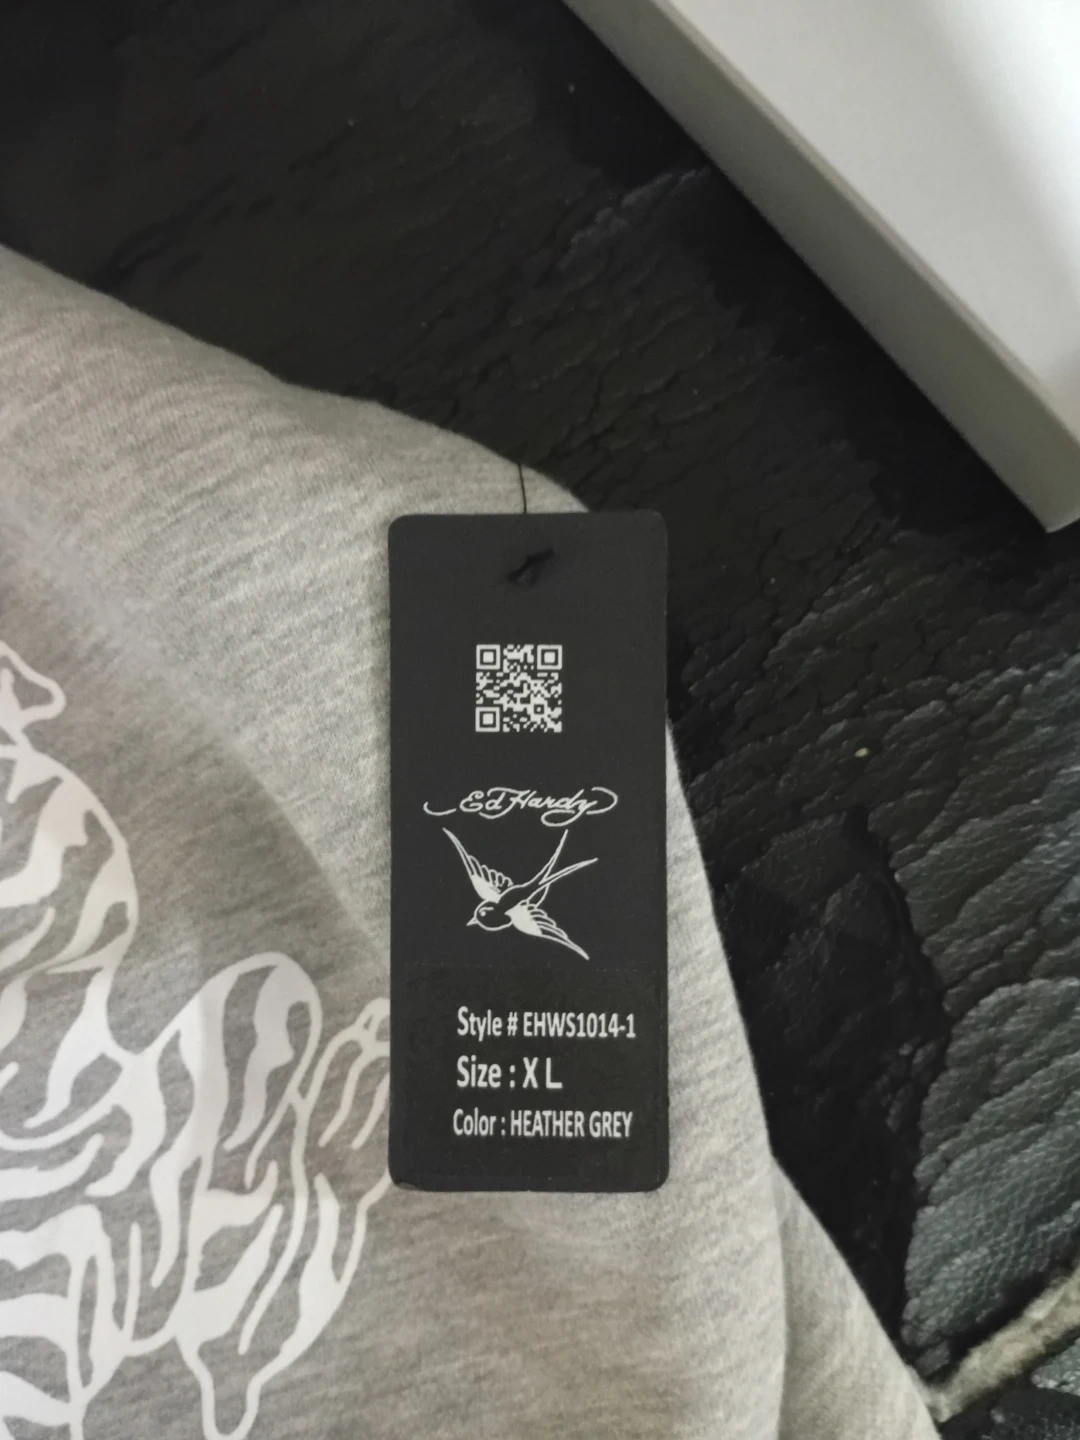 Ed Hardy
Style # EHWS1014-1
Size : X L
Color : HEATHER GREY